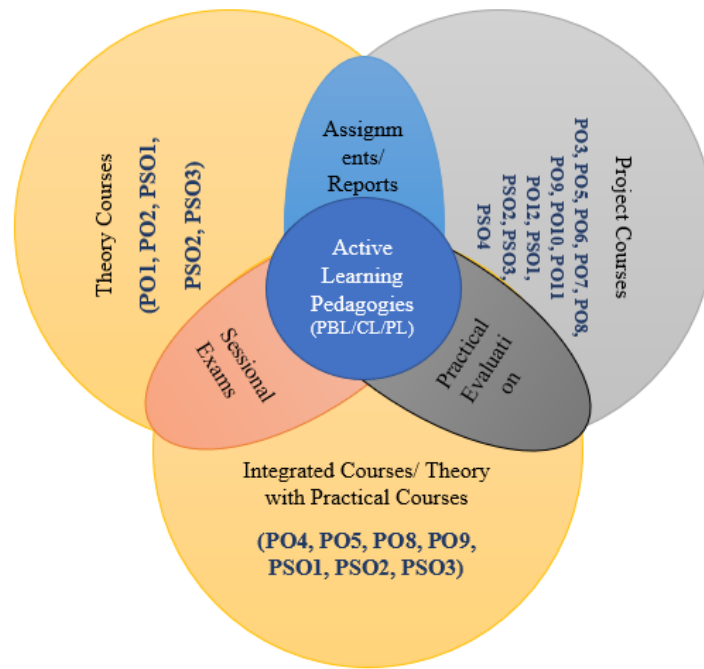 Theory Courses
(PO1, PO2, PSO1,
PSO2, PSO3)
Assignm
ents/
Reports
Project Courses
PO3, PO5, PO6, PO7, PO8,
PO9, PO10, PO11
PO12, PSO1,
PSO2, PSO3,
PSO4
Active
Learning
Pedagogies
(PBL/CL/PL)
Sessional
Exams
Practical
Evaluati
on
Integrated Courses/ Theory
with Practical Courses
(PO4, PO5, PO8, PO9,
PSO1, PSO2, PSO3)